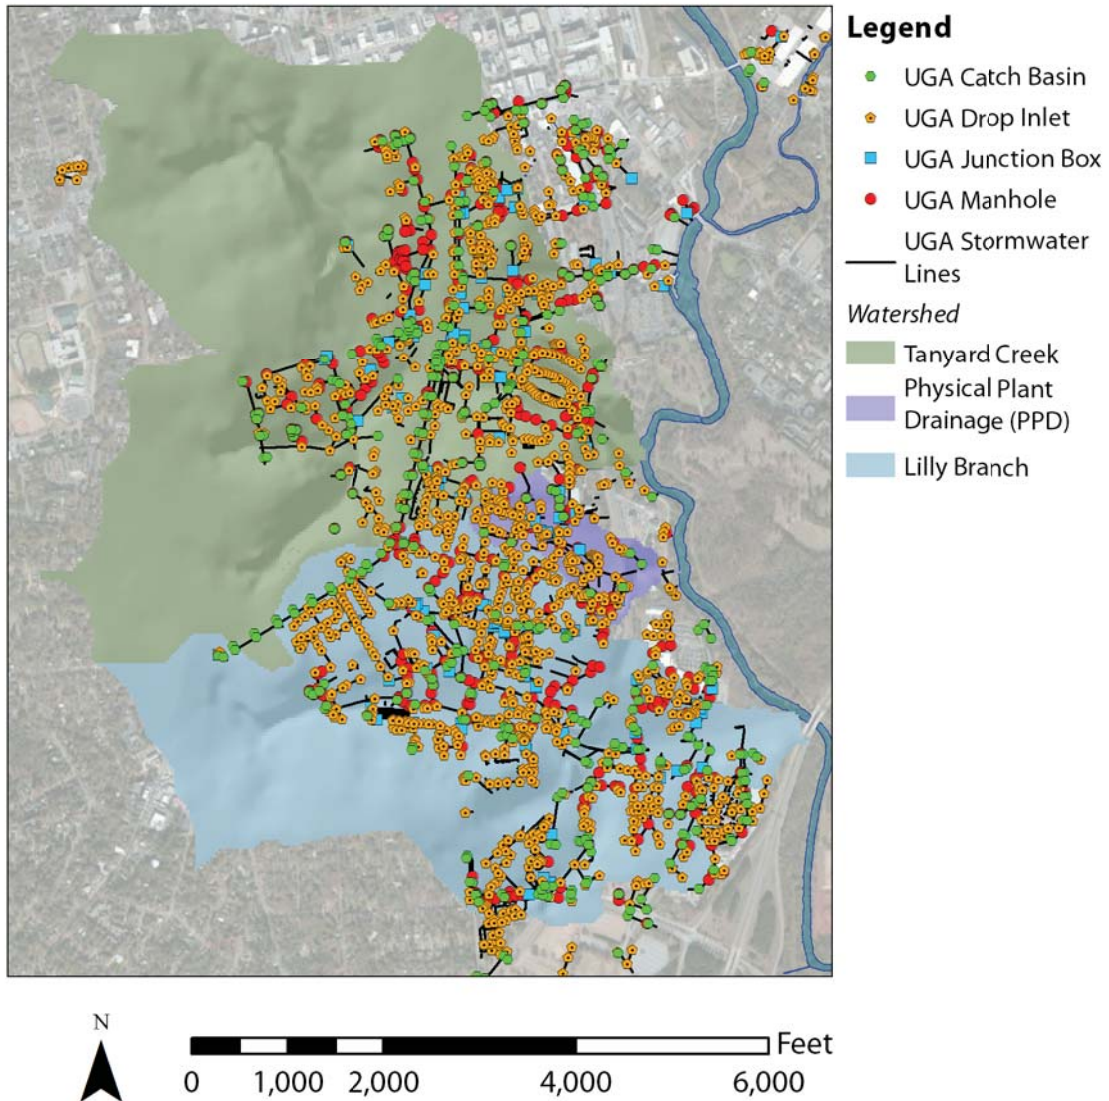 Legend
UGA Catch Basin
UGA Drop Inlet
UGA Junction Box
UGA Manhole
UGA Stormwater
Lines
Watershed
Tanyard Creek
Physical Plant
Drainage (PPD)
Lilly Branch
N
Feet
0 1,000 2,000 4,000 6,000